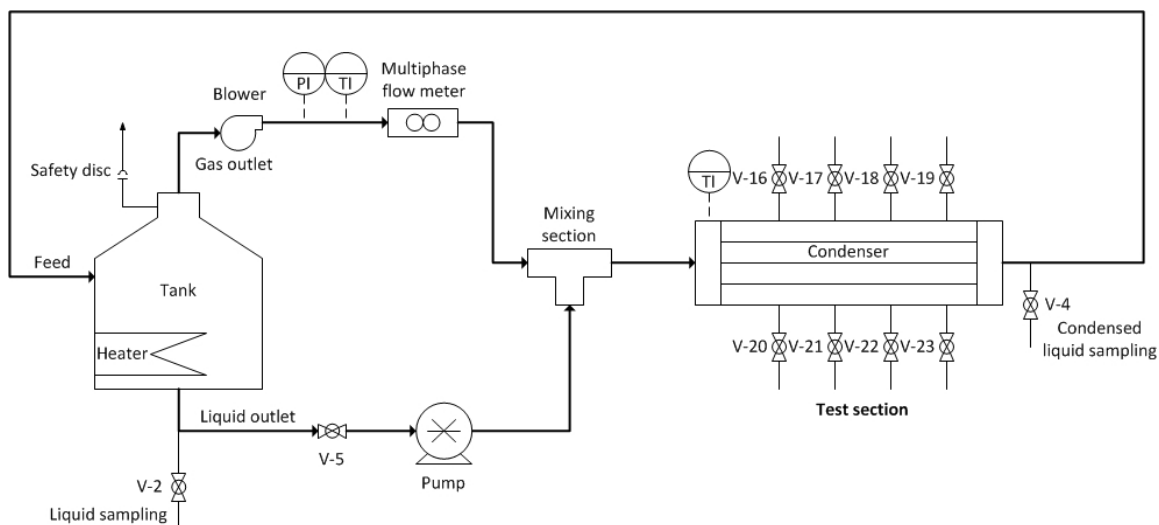 PI
TI
Multiphase
flow meter
Blower
Gas outlet
Safety disc
TI
V-16
V-17
V-18
V-19
Mixing
section
Feed
Tank
Condenser
Heater
V-4
Condensed
liquid sampling
V-20
V-21
V-22
V-23
Test section
Liquid outlet
V-5
Pump
V-2
Liquid sampling